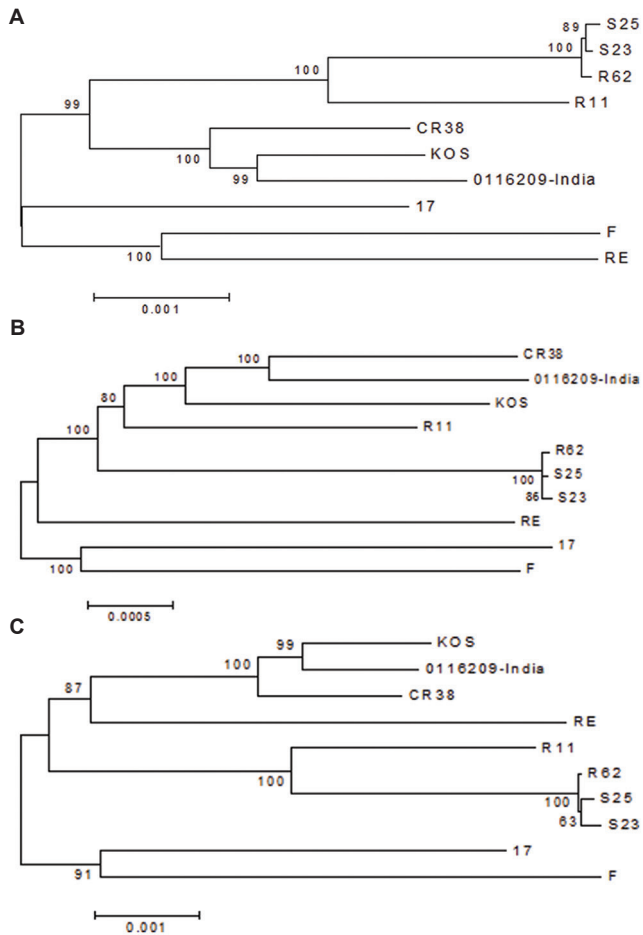 A
89
S25
S23
100
R62
100
R11
99
CR38
100
KOS
99
0116209-India
17
F
100
RE
0.001
B
100
CR38
100
0116209-India
80
KOS
100
R11
R62
100
S25
86
S23
RE
17
100
F
0.0005
C
99
KOS
100
0116209-India
87
CR38
RE
R11
100
R62
100
S25
63
S23
17
91
F
0.001